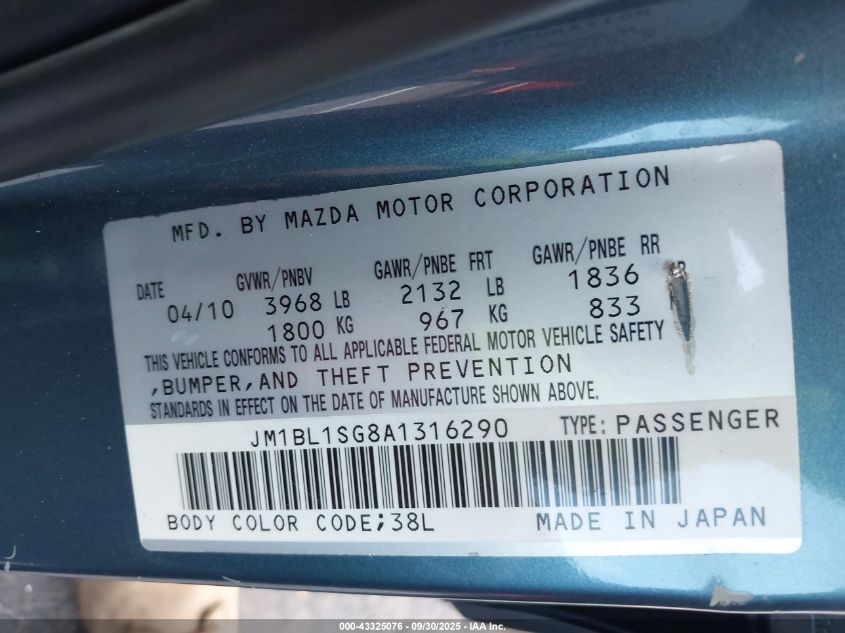 MFD. BY MAZDA MOTOR CORPORATION
DATE GVWR/PNBV GAWR/PNBE FRT GAWR/PNBE RR
04/10 3968 LB 2132 LB 1836
1800 KG 967 KG 833
THIS VEHICLE CONFORMS TO ALL APPLICABLE FEDERAL MOTOR VEHICLE SAFETY
,BUMPER,AND THEFT PREVENTION
STANDARDS IN EFFECT ON THE DATE OF MANUFACTURE SHOWN ABOVE.
JM1BL1SG8A1316290 TYPE: PASSENGER
BODY COLOR CODE;38L MADE IN JAPAN
000-43325076 - 09/30/2025 - IAA Inc.